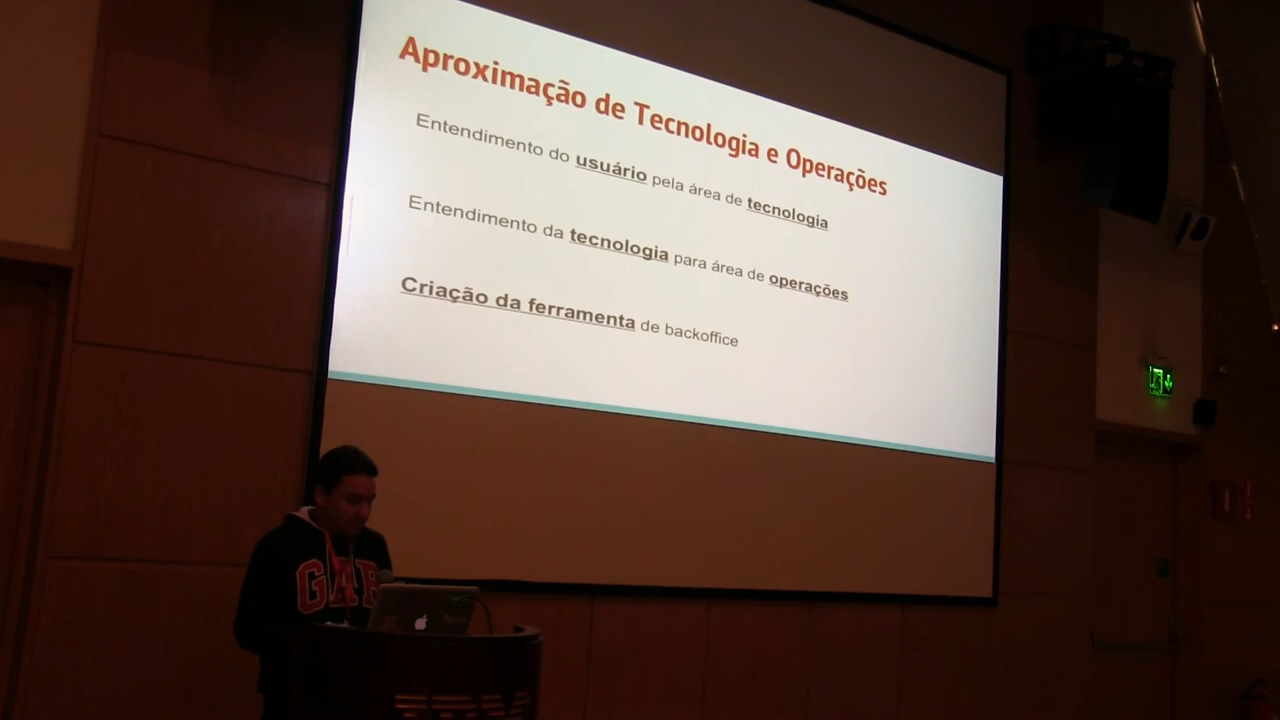 Aproximação de Tecnologia e Operações
Entendimento do usuário pela área de tecnologia
Entendimento da tecnologia para área de operações
Criação da ferramenta de backoffice
GAP